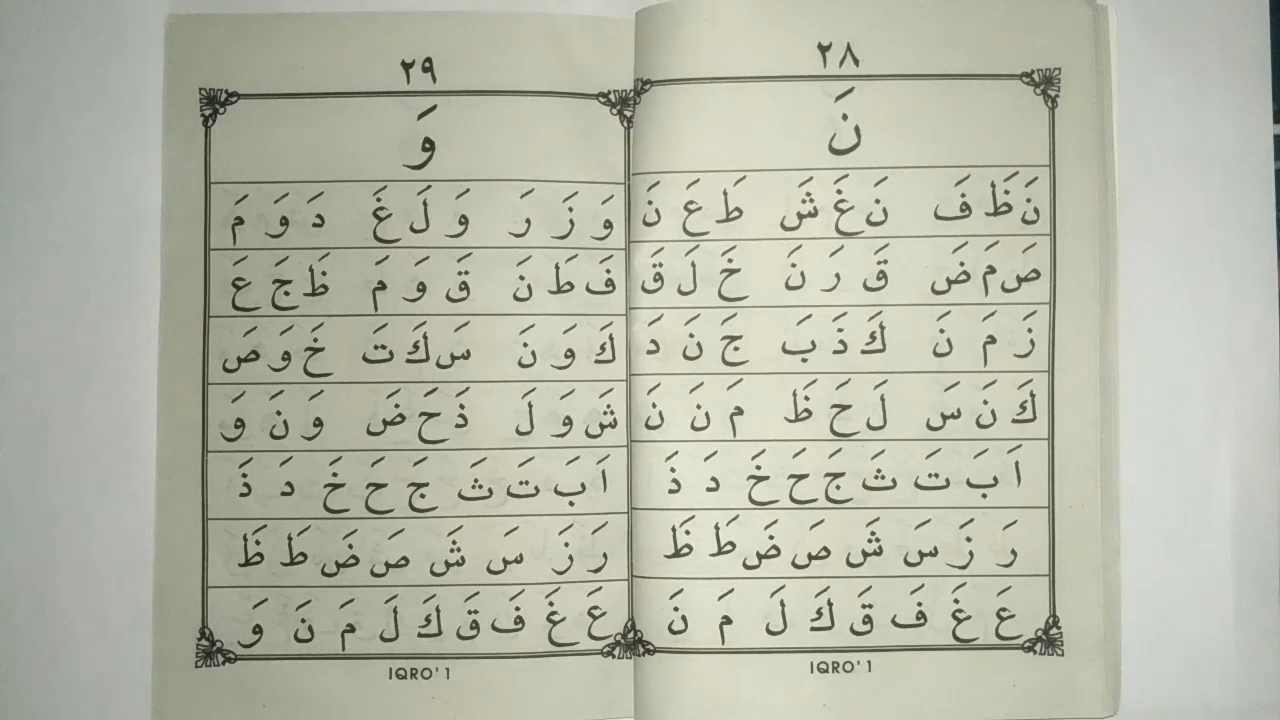 ٢٨
نَ
نَ ظَ فَ نَ غَ شَ طَ عَ نَ
صَ مَ ضَ قَ رَ نَ خَ لَ قَ
زَ مَ نَ كَ ذَ بَ جَ نَ دَ
كَ نَ سَ لَ حَ ظَ مَ نَ نَ
اَ بَ تَ ثَ جَ حَ خَ دَ ذَ
رَ زَ سَ شَ صَ ضَ طَ ظَ
عَ غَ فَ قَ كَ لَ مَ نَ
IQRO' 1
٢٩
وَ
وَ زَ رَ وَ لَ غَ دَ وَ مَ
فَ طَ نَ قَ وَ مَ ظَ جَ عَ
كَ وَ نَ سَ كَ تَ خَ وَ صَ
شَ وَ لَ ذَ حَ ضَ وَ نَ وَ
اَ بَ تَ ثَ جَ حَ خَ دَ ذَ
رَ زَ سَ شَ صَ ضَ طَ ظَ
عَ غَ فَ قَ كَ لَ مَ نَ وَ
IQRO' 1